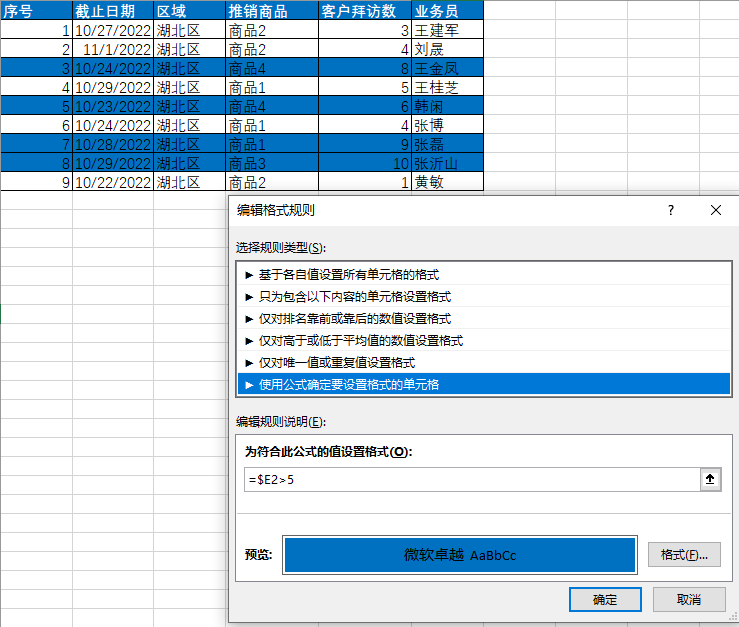 序号 截止日期 区域 推销商品 客户拜访数 业务员
1 10/27/2022 湖北区 商品2 3 王建军
2 11/1/2022 湖北区 商品2 4 刘晟
3 10/24/2022 湖北区 商品4 8 王金凤
4 10/29/2022 湖北区 商品1 5 王桂芝
5 10/23/2022 湖北区 商品4 6 韩闲
6 10/24/2022 湖北区 商品1 4 张博
7 10/28/2022 湖北区 商品1 9 张磊
8 10/29/2022 湖北区 商品3 10 张沂山
9 10/22/2022 湖北区 商品2 1 黄敏
编辑格式规则 ? ×
选择规则类型(S):
► 基于各自值设置所有单元格的格式
► 只为包含以下内容的单元格设置格式
► 仅对排名靠前或靠后的数值设置格式
► 仅对高于或低于平均值的数值设置格式
► 仅对唯一值或重复值设置格式
► 使用公式确定要设置格式的单元格
编辑规则说明(E):
为符合此公式的值设置格式(O):
=$E2>5
预览: 微软卓越 AaBbCc 格式(F)...
确定 取消